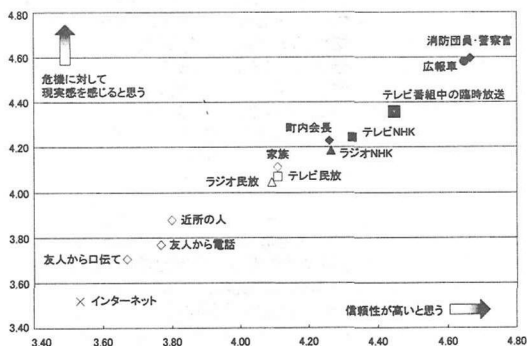 4.80
消防団員・警察官
広報車
4.60
危機に対して
現実感を感じると思う
テレビ番組中の臨時放送
4.40
町内会長
テレビNHK
4.20
ラジオNHK
家族
テレビ民放
ラジオ民放
4.00
近所の人
3.80
友人から電話
友人から口伝て
3.60
インターネット
信頼性が高いと思う
3.40
3.40
3.60
3.80
4.00
4.20
4.40
4.60
4.80